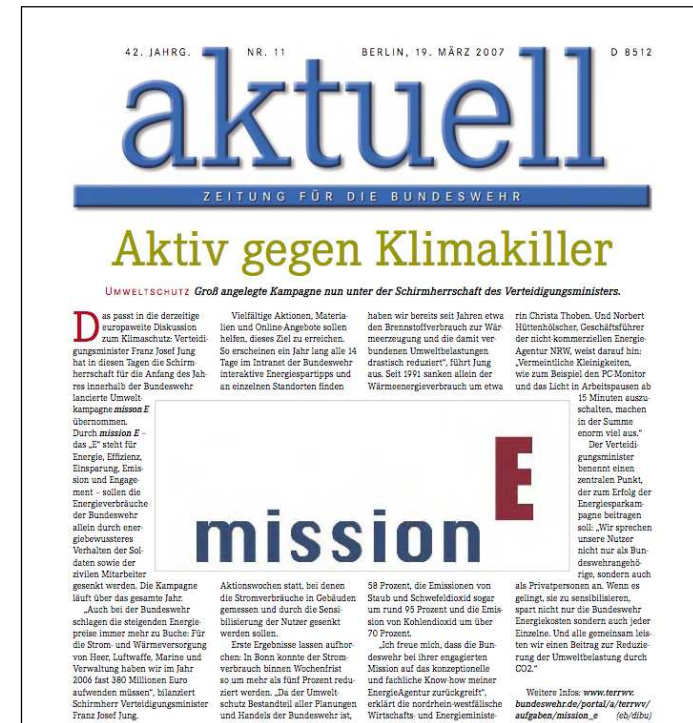 42. JAHRG. NR. 11 BERLIN, 19. MÄRZ 2007 D 8512
aktuell
ZEITUNG FÜR DIE BUNDESWEHR
Aktiv gegen Klimakiller
UMWELTSCHUTZ Groß angelegte Kampagne nun unter der Schirmherrschaft des Verteidigungsministers.
Das passt in die derzeitige
europaweite Diskussion
zum Klimaschutz: Verteidi-
gungsminister Franz Josef Jung
hat in diesen Tagen die Schirm-
herrschaft für die Anfang des Jah-
res innerhalb der Bundeswehr
lancierte Umwelt-
kampagne misson E
übernommen.
Durch mission E –
das „E" steht für
Energie, Effizienz,
Einsparung, Emis-
sion und Engage-
ment – sollen die
Energieverbräuche
der Bundeswehr
allein durch ener-
giebewussteres
Verhalten der Sol-
daten sowie der
zivilen Mitarbeiter
gesenkt werden. Die Kampagne
läuft über das gesamte Jahr.
„Auch bei der Bundeswehr
schlagen die steigenden Energie-
preise immer mehr zu Buche: Für
die Strom- und Wärmeversorgung
von Heer, Luftwaffe, Marine und
Verwaltung haben wir im Jahr
2006 fast 380 Millionen Euro
aufwenden müssen", bilanziert
Schirmherr Verteidigungsminister
Franz Josef Jung.
Vielfältige Aktionen, Materia-
lien und Online-Angebote sollen
helfen, dieses Ziel zu erreichen.
So erscheinen ein Jahr lang alle 14
Tage im Intranet der Bundeswehr
interaktive Energiespartipps und
an einzelnen Standorten finden
mission E
Aktionswochen statt, bei denen
die Stromverbräuche in Gebäuden
gemessen und durch die Sensi-
bilisierung der Nutzer gesenkt
werden sollen.
Erste Ergebnisse lassen aufhor-
chen: In Bonn konnte der Strom-
verbrauch binnen Wochenfrist
so um mehr als fünf Prozent redu-
ziert werden. „Da der Umwelt-
schutz Bestandteil aller Planungen
und Handels der Bundeswehr ist,
haben wir bereits seit Jahren etwa
den Brennstoffverbrauch zur Wär-
meerzeugung und die damit ver-
bundenen Umweltbelastungen
drastisch reduziert", führt Jung
aus. Seit 1991 sanken allein der
Wärmeenergieverbrauch um etwa
58 Prozent, die Emissionen von
Staub und Schwefeldioxid sogar
um rund 95 Prozent und die Emis-
sion von Kohlendioxid um über
70 Prozent.
„Ich freue mich, dass die Bun-
deswehr bei ihrer engagierten
Mission auf das konzeptionelle
und fachliche Know-how meiner
EnergieAgentur zurückgreift",
erklärt die nordrhein-westfälische
Wirtschafts- und Energieministe-
rin Christa Thoben. Und Norbert
Hüttenhölscher, Geschäftsführer
der nicht-kommerziellen Energie-
Agentur NRW, weist darauf hin:
„Vermeintliche Kleinigkeiten,
wie zum Beispiel den PC-Monitor
und das Licht in Arbeitspausen ab
15 Minuten auszu-
schalten, machen
in der Summe
enorm viel aus."
Der Verteidi-
gungsminister
benennt einen
zentralen Punkt,
der zum Erfolg der
Energiesparkam-
pagne beitragen
soll: „Wir sprechen
unsere Nutzer
nicht nur als Bun-
deswehrangehö-
rige, sondern auch
als Privatpersonen an. Wenn es
gelingt, sie zu sensibilisieren,
spart nicht nur die Bundeswehr
Energiekosten sondern auch jeder
Einzelne. Und alle gemeinsam leis-
ten wir einen Beitrag zur Reduzie-
rung der Umweltbelastung durch
CO2."
Weitere Infos: www.terrwv.
bundeswehr.de/portal/a/terrwv/
aufgaben/mission_e (eb/dibu)